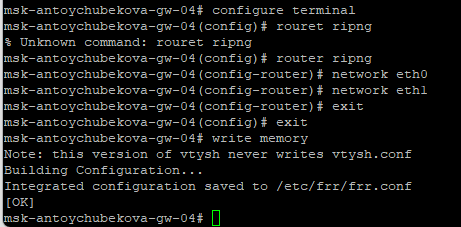 msk-antoychubekova-gw-04# configure terminal
msk-antoychubekova-gw-04(config)# rouret ripng
% Unknown command: rouret ripng
msk-antoychubekova-gw-04(config)# router ripng
msk-antoychubekova-gw-04(config-router)# network eth0
msk-antoychubekova-gw-04(config-router)# network eth1
msk-antoychubekova-gw-04(config-router)# exit
msk-antoychubekova-gw-04(config)# exit
msk-antoychubekova-gw-04# write memory
Note: this version of vtysh never writes vtysh.conf
Building Configuration...
Integrated configuration saved to /etc/frr/frr.conf
[OK]
msk-antoychubekova-gw-04#